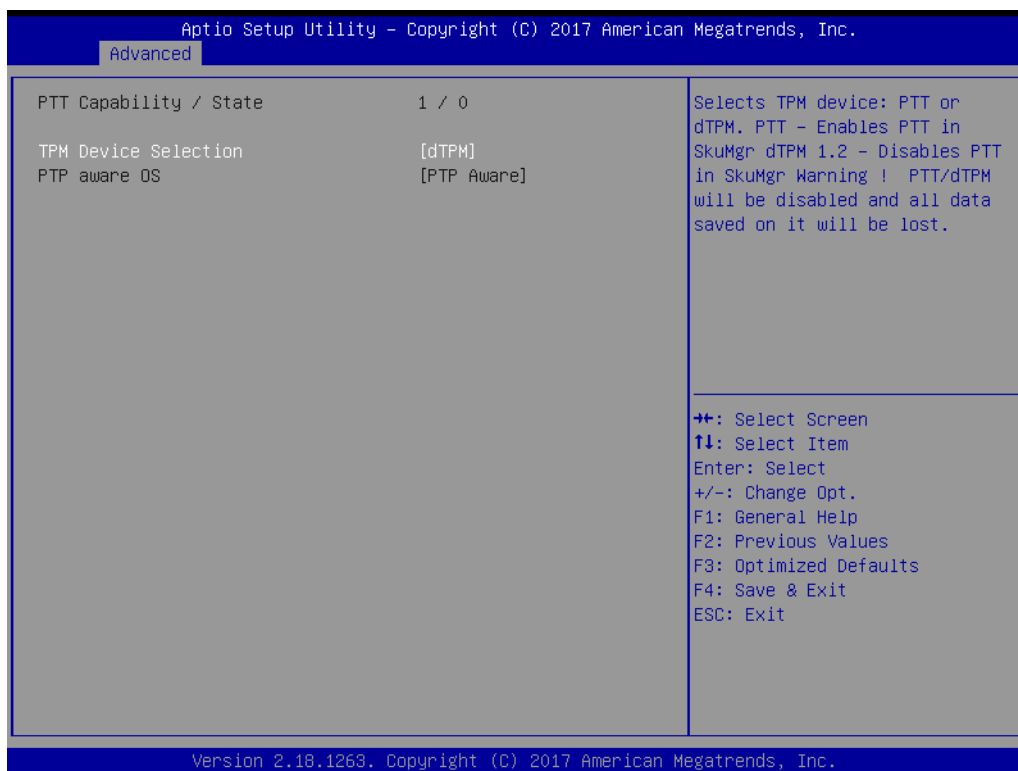 Aptio Setup Utility – Copyright (C) 2017 American Megatrends, Inc.
Advanced
PTT Capability / State 1 / 0
TPM Device Selection [dTPM]
PTP aware OS [PTP Aware]
Selects TPM device: PTT or
dTPM. PTT – Enables PTT in
SkuMgr dTPM 1.2 – Disables PTT
in SkuMgr Warning ! PTT/dTPM
will be disabled and all data
saved on it will be lost.
→←: Select Screen
↑↓: Select Item
Enter: Select
+/-: Change Opt.
F1: General Help
F2: Previous Values
F3: Optimized Defaults
F4: Save & Exit
ESC: Exit
Version 2.18.1263. Copyright (C) 2017 American Megatrends, Inc.